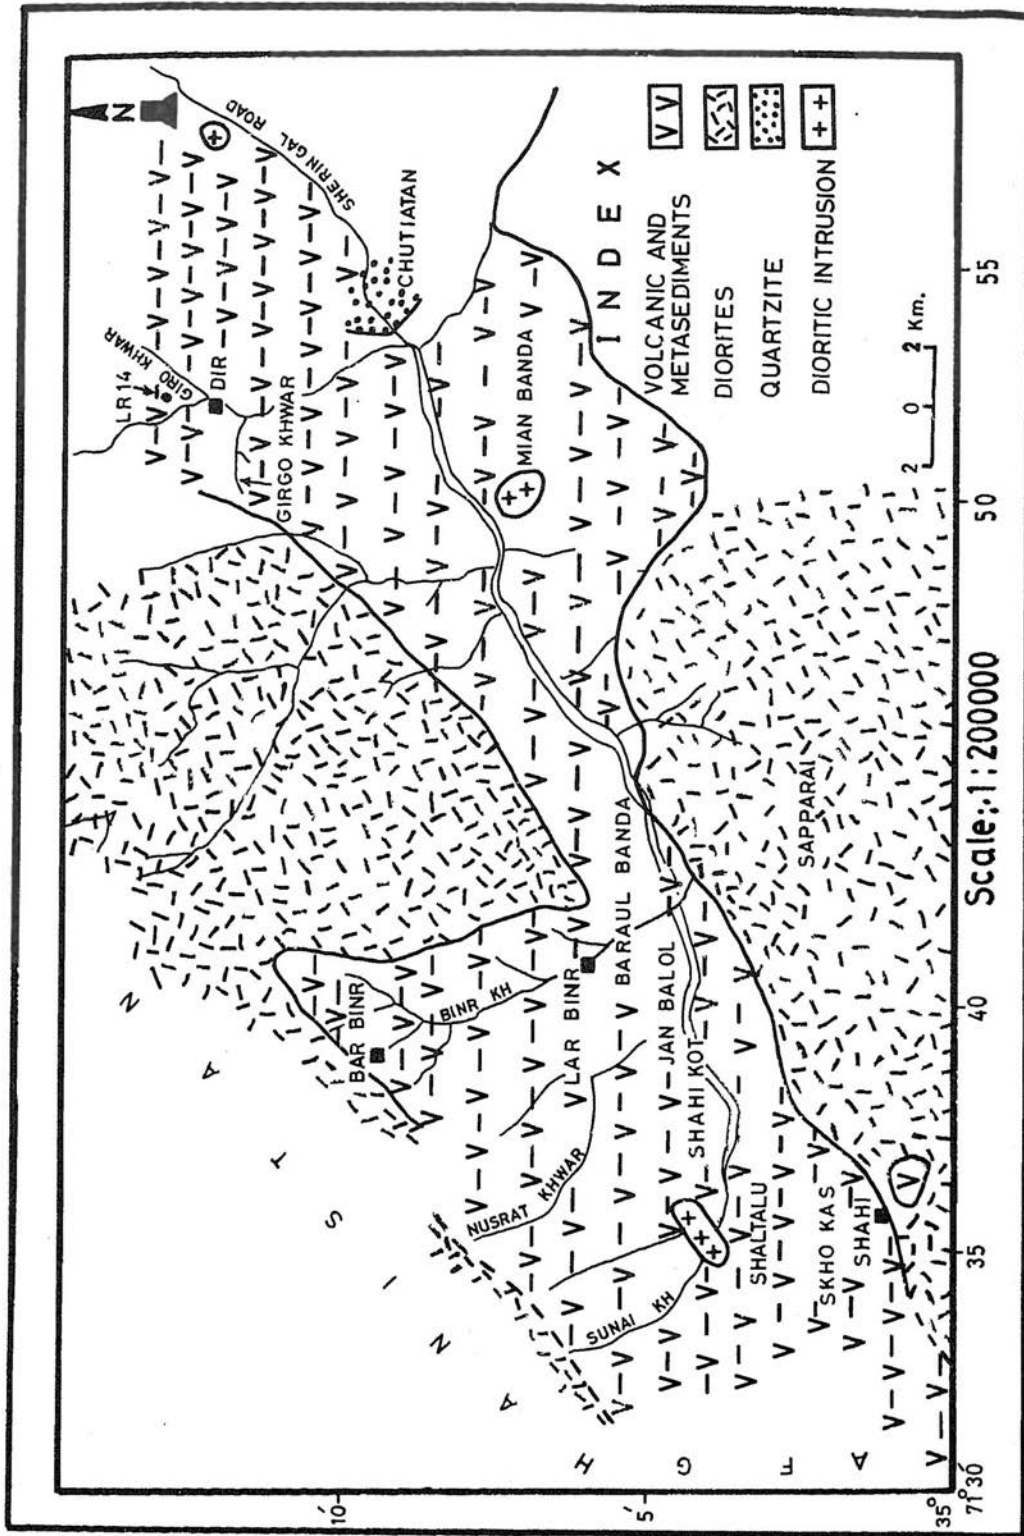 N
SHERINGAL ROAD
CHUTIATAN
GIRO KHWAR
LR14
DIR
GIRGO KHWAR
MIAN BANDA
BAR BINR
BINR KH
LAR BINR
BARAUL BANDA
JAN BALOL
SHAHI KOT
NUSRAT KHWAR
SUNAI KH
SHALTALU
SKHO KAS
SHAHI
SAPPARAI
AFGHANISTAN
INDEX
VOLCANIC AND
METASEDIMENTS
V V
DIORITES
QUARTZITE
DIORITIC INTRUSION
+ +
2 0 2 Km.
10'
5'
35°
71°30'
35
40
50
55
Scale:1:200000